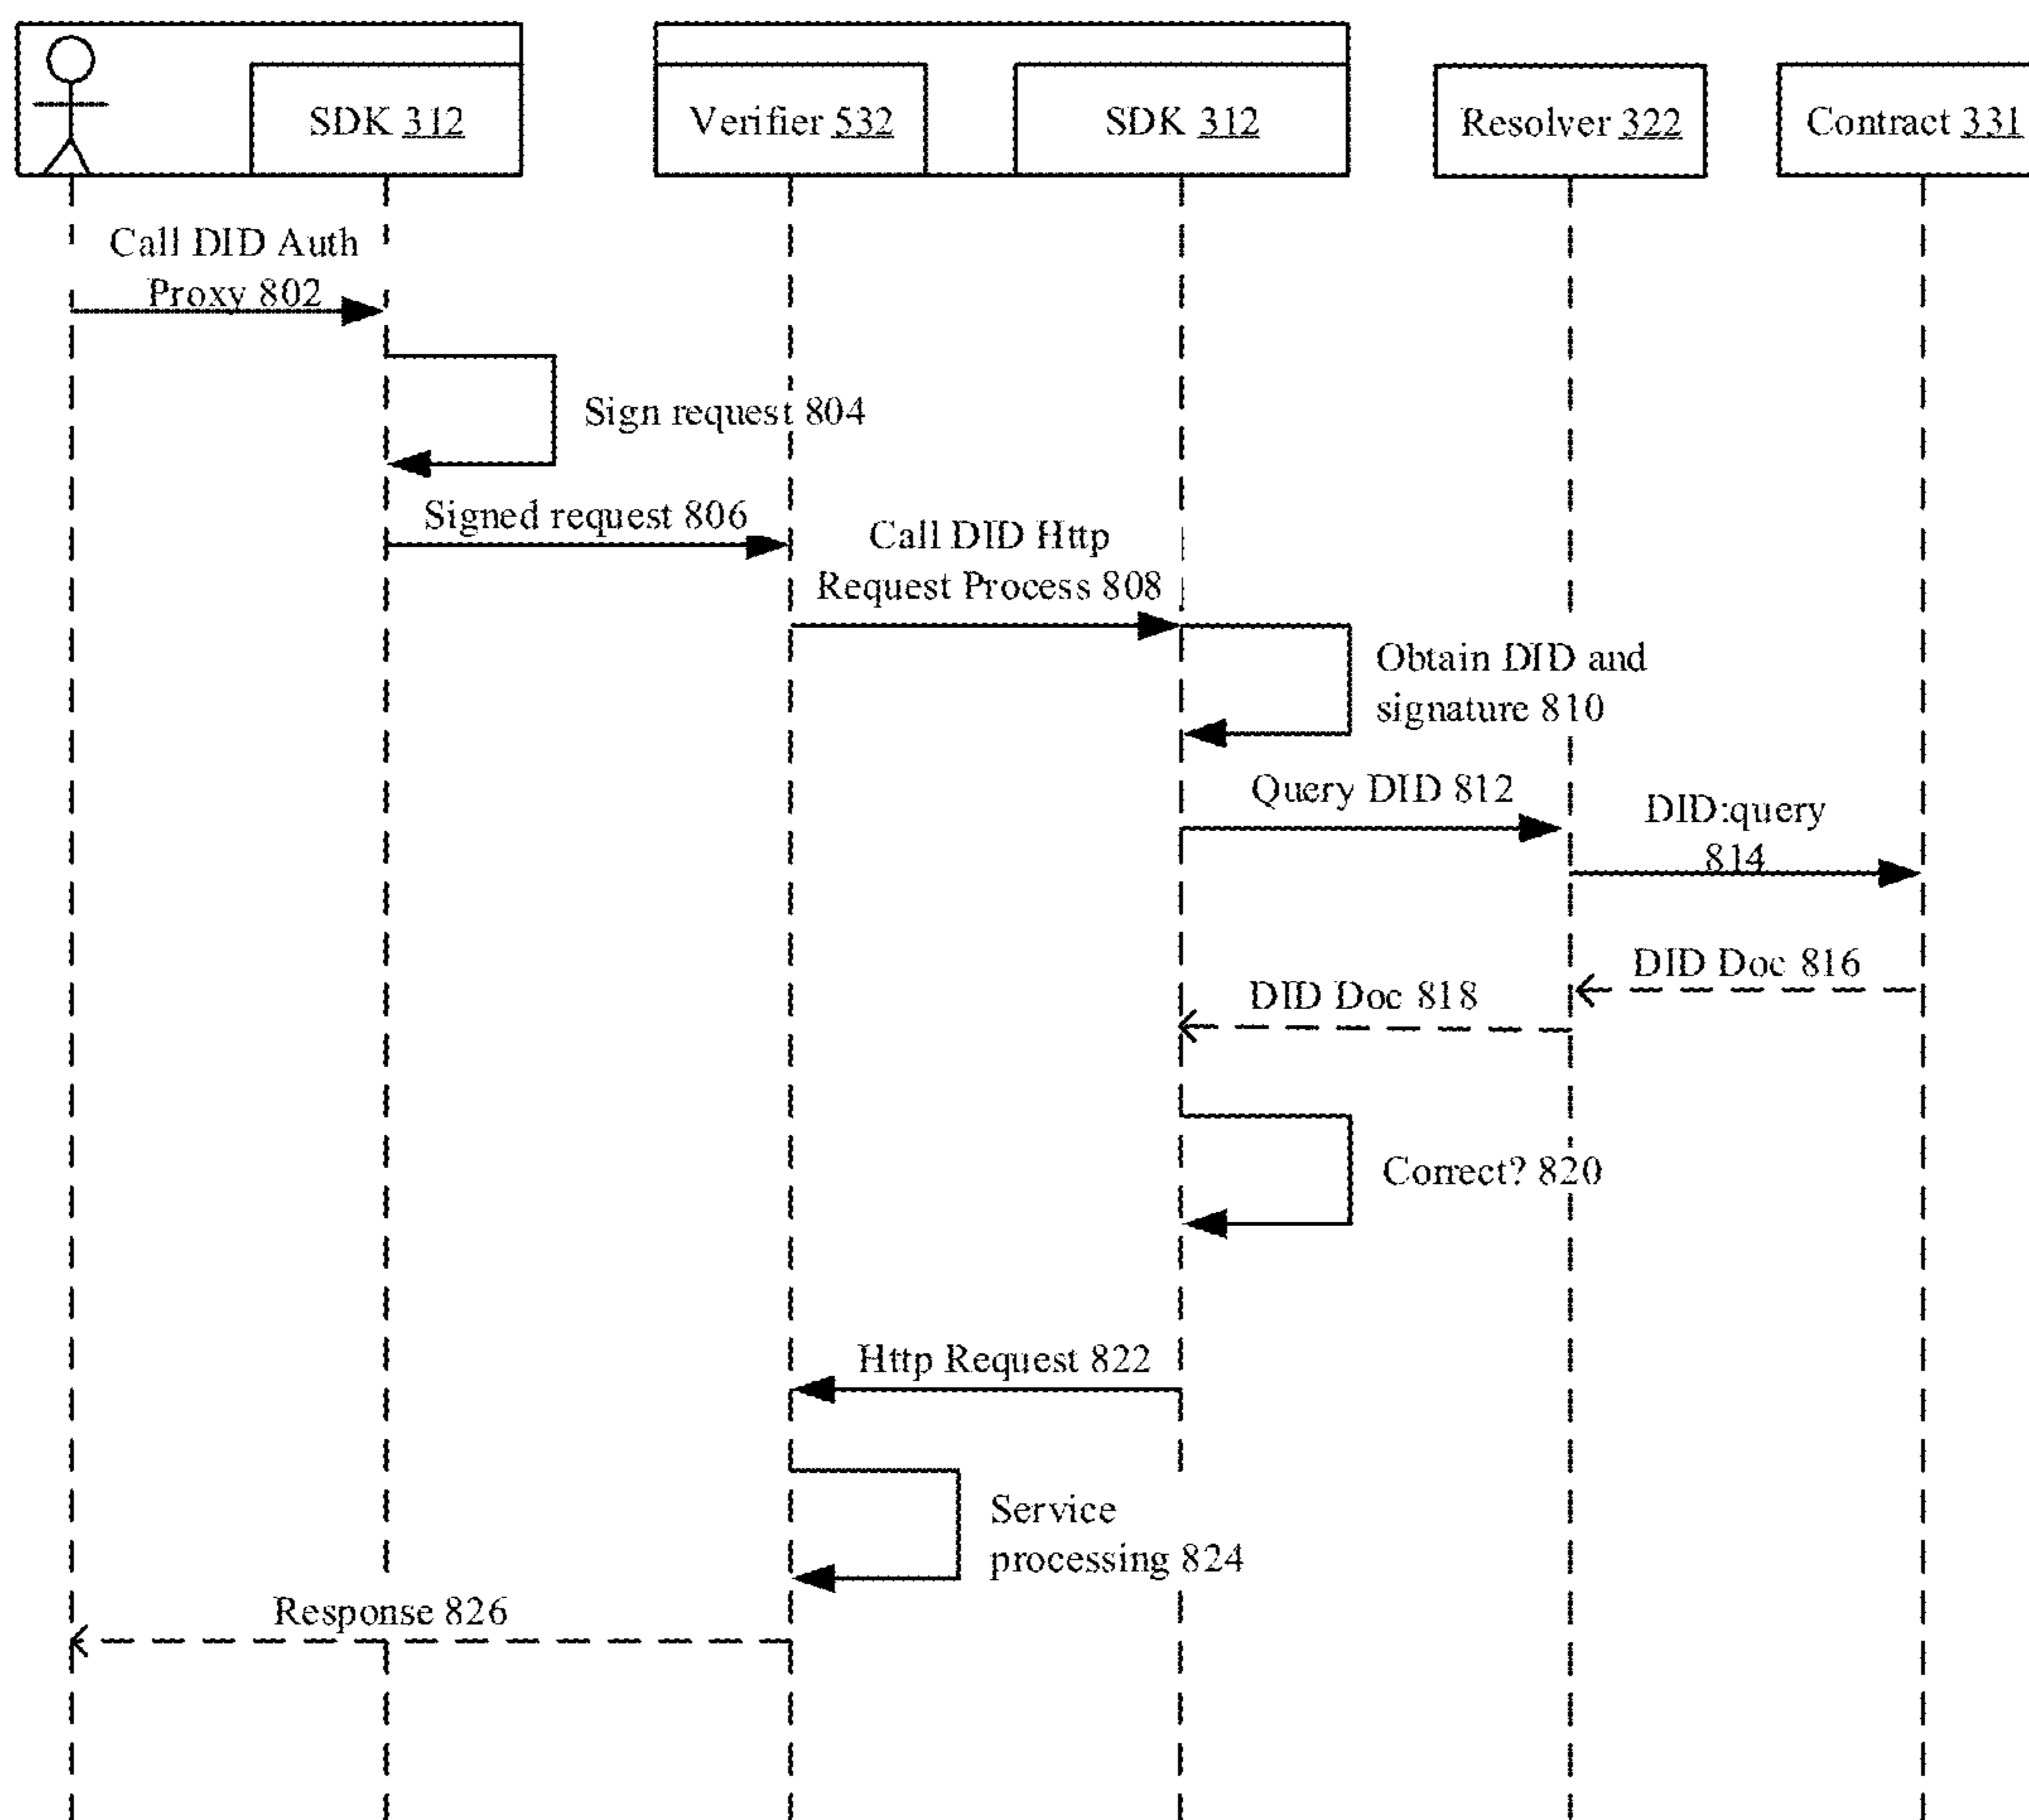 SDK 312
Verifier 532
SDK 312
Resolver 322
Contract 331
Call DID Auth
Proxy 802
Sign request 804
Signed request 806
Call DID Http
Request Process 808
Obtain DID and
signature 810
Query DID 812
DID:query
814
DID Doc 816
DID Doc 818
Correct? 820
Http Request 822
Service
processing 824
Response 826